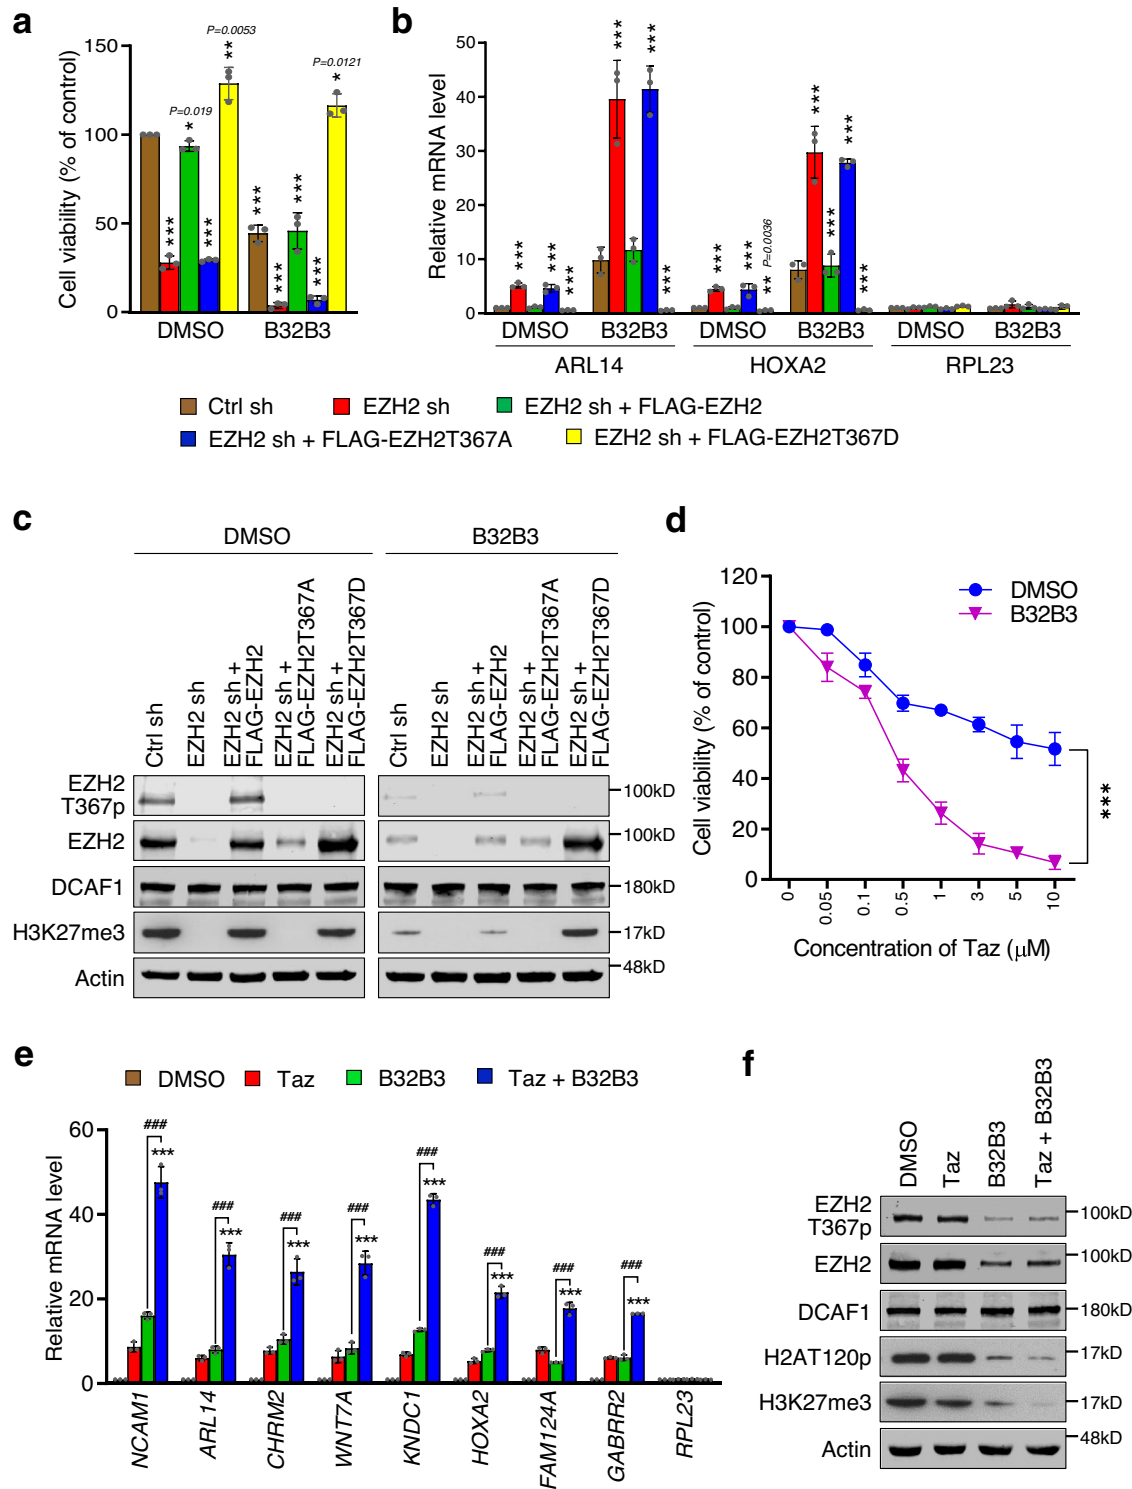 a
Cell viability (% of control)
150
100
50
0
P=0.019
P=0.0053
P=0.0121
***
*
***
**
***
***
***
***
*
DMSO
B32B3
b
Relative mRNA level
50
40
30
20
10
0
***
***
***
***
***
***
***
***
**
P=0.0036
***
***
***
***
DMSO
B32B3
DMSO
B32B3
DMSO
B32B3
ARL14
HOXA2
RPL23
Ctrl sh
EZH2 sh
EZH2 sh + FLAG-EZH2
EZH2 sh + FLAG-EZH2T367A
EZH2 sh + FLAG-EZH2T367D
c
DMSO
B32B3
Ctrl sh
EZH2 sh
EZH2 sh +
FLAG-EZH2
EZH2 sh +
FLAG-EZH2T367A
EZH2 sh +
FLAG-EZH2T367D
Ctrl sh
EZH2 sh
EZH2 sh +
FLAG-EZH2
EZH2 sh +
FLAG-EZH2T367A
EZH2 sh +
FLAG-EZH2T367D
EZH2
T367p
100kD
EZH2
100kD
DCAF1
180kD
H3K27me3
17kD
Actin
48kD
d
Cell viability (% of control)
120
100
80
60
40
20
0
DMSO
B32B3
***
0
0.05
0.1
0.5
1
3
5
10
Concentration of Taz (μM)
e
DMSO
Taz
B32B3
Taz + B32B3
Relative mRNA level
60
40
20
0
###
***
###
***
###
***
###
***
###
***
###
***
###
***
###
***
NCAM1
ARL14
CHRM2
WNT7A
KNDC1
HOXA2
FAM124A
GABRR2
RPL23
f
DMSO
Taz
B32B3
Taz + B32B3
EZH2
T367p
100kD
EZH2
100kD
DCAF1
180kD
H2AT120p
17kD
H3K27me3
17kD
Actin
48kD